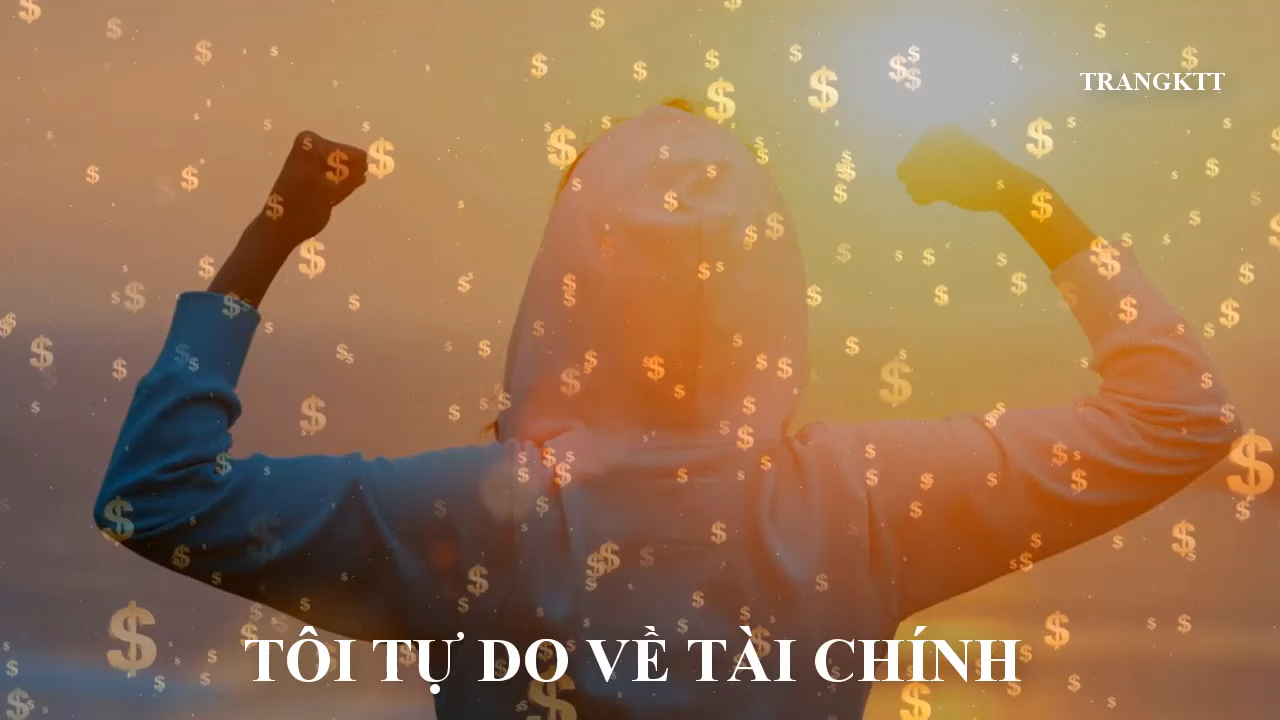 TRANGKTT
TÔI TỰ DO VỀ TÀI CHÍNH